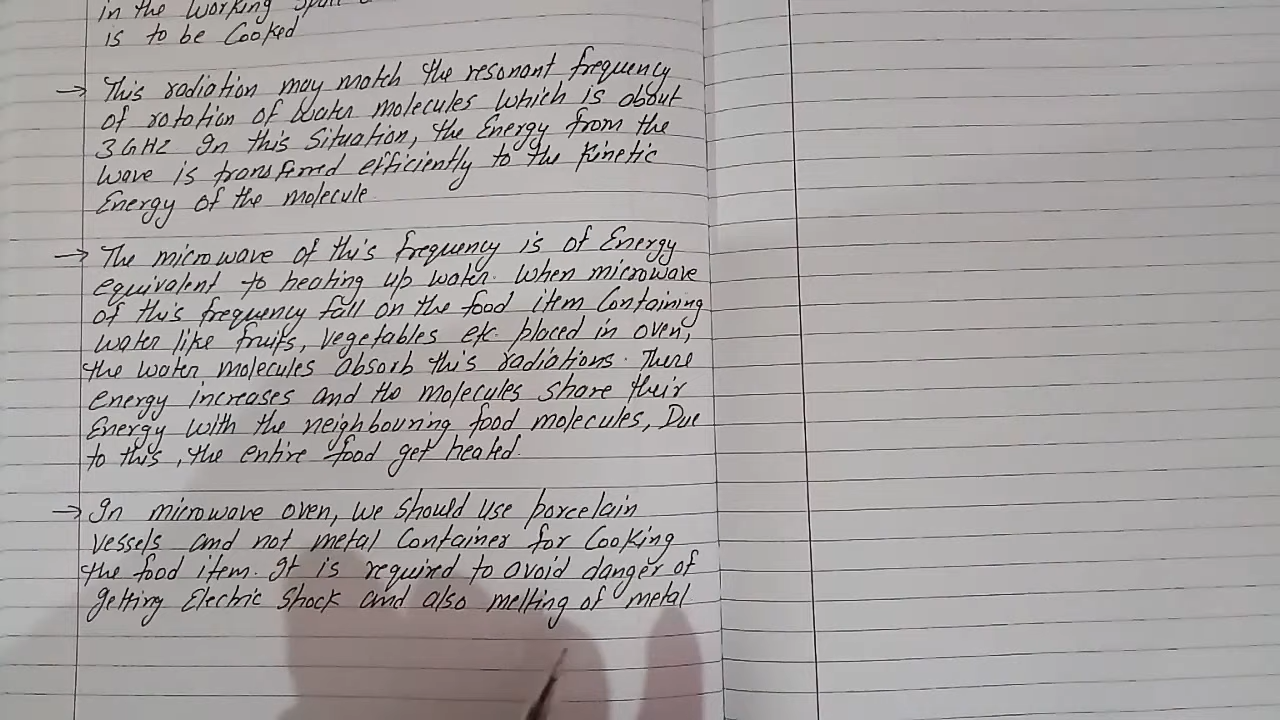 in the working
is to be Cooked
→ This radiation may match the resonant frequency
of rotation of water molecules which is about
3 GHz In this Situation, the Energy from the
wave is transferred efficiently to the Kinetic
Energy of the molecule.
→ The microwave of this frequency is of Energy
equivalent to heating up water. When microwave
of this frequency fall on the food item Containing
water like fruits, vegetables etc. placed in oven,
the water molecules absorb this radiations. There
energy increases and the molecules share their
Energy with the neighbouring food molecules, Due
to this, the entire food get heated.
→ In microwave oven, we should use porcelain
vessels and not metal Container for Cooking
the food item. It is required to avoid danger of
getting Electric Shock and also melting of metal